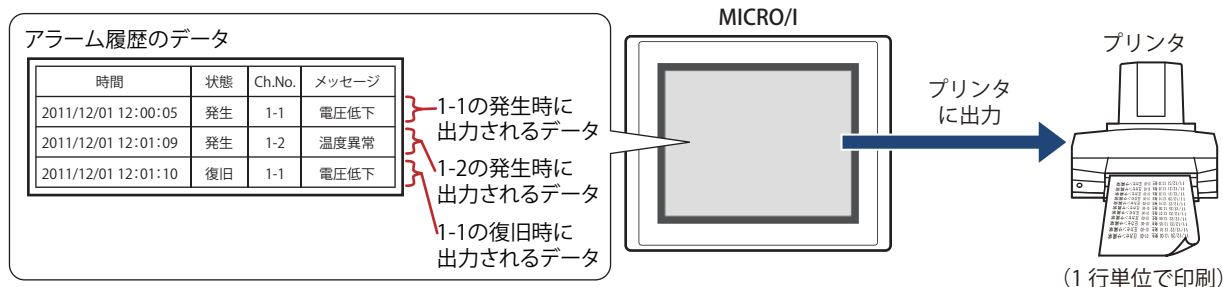 MICRO/I
アラーム履歴のデータ
時間 状態 Ch.No. メッセージ
2011/12/01 12:00:05 発生 1-1 電圧低下
2011/12/01 12:01:09 発生 1-2 温度異常
2011/12/01 12:01:10 復旧 1-1 電圧低下
1-1の発生時に
出力されるデータ
1-2の発生時に
出力されるデータ
1-1の復旧時に
出力されるデータ
プリンタ
に出力
プリンタ
（1 行単位で印刷）